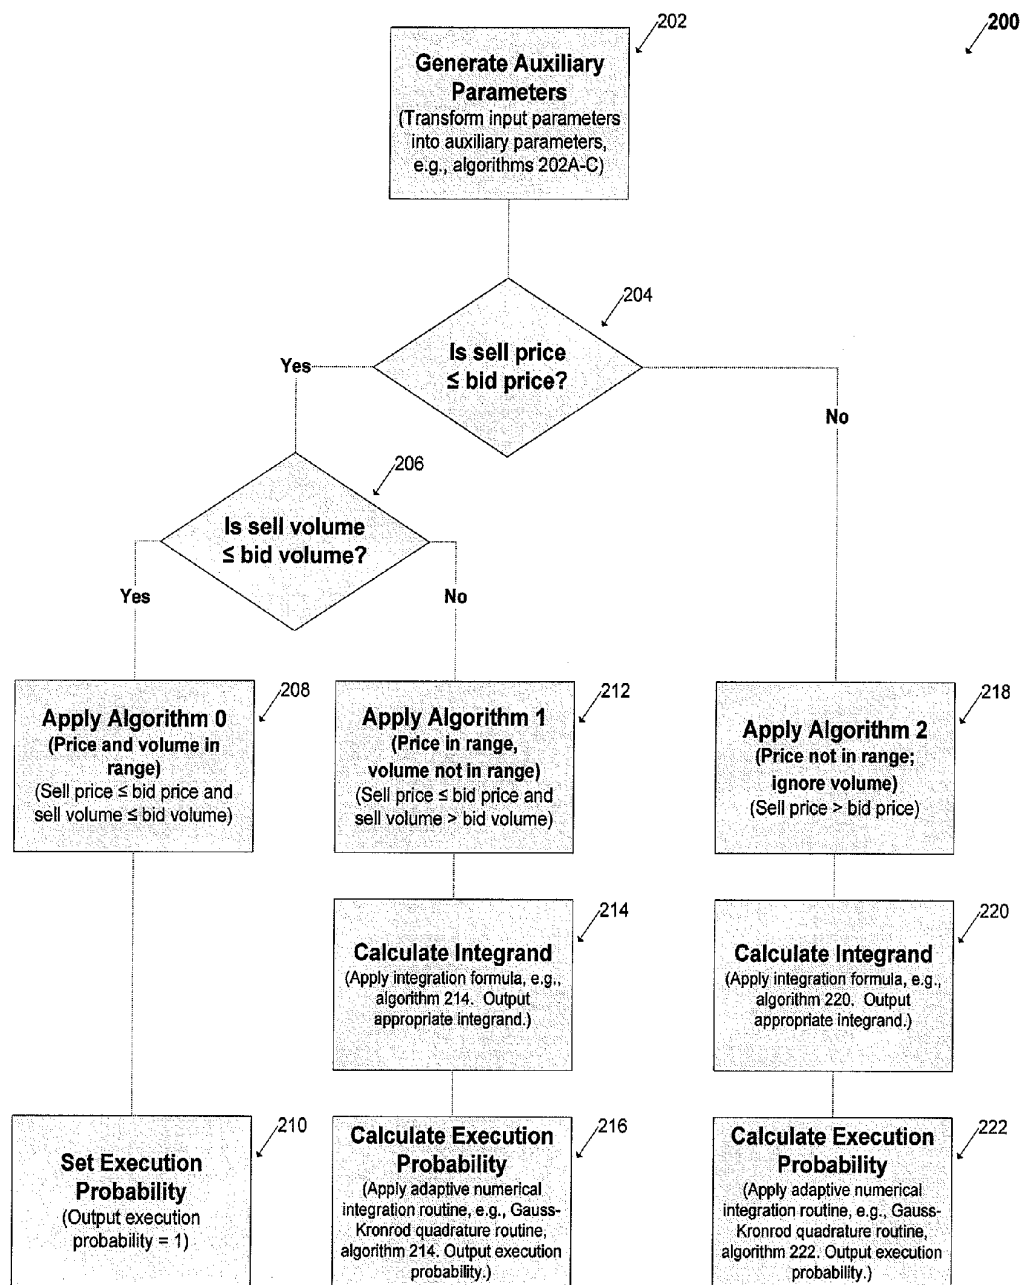 202
200
Generate Auxiliary
Parameters
(Transform input parameters
into auxiliary parameters,
e.g., algorithms 202A-C)
204
Is sell price
≤ bid price?
Yes
No
206
Is sell volume
≤ bid volume?
Yes
No
208
Apply Algorithm 0
(Price and volume in
range)
(Sell price ≤ bid price and
sell volume ≤ bid volume)
212
Apply Algorithm 1
(Price in range,
volume not in range)
(Sell price ≤ bid price and
sell volume > bid volume)
218
Apply Algorithm 2
(Price not in range;
ignore volume)
(Sell price > bid price)
214
Calculate Integrand
(Apply integration formula, e.g.,
algorithm 214. Output
appropriate integrand.)
220
Calculate Integrand
(Apply integration formula, e.g.,
algorithm 220. Output
appropriate integrand.)
210
Set Execution
Probability
(Output execution
probability = 1)
216
Calculate Execution
Probability
(Apply adaptive numerical
integration routine, e.g., Gauss-
Kronrod quadrature routine,
algorithm 214. Output execution
probability.)
222
Calculate Execution
Probability
(Apply adaptive numerical
integration routine, e.g., Gauss-
Kronrod quadrature routine,
algorithm 222. Output execution
probability.)